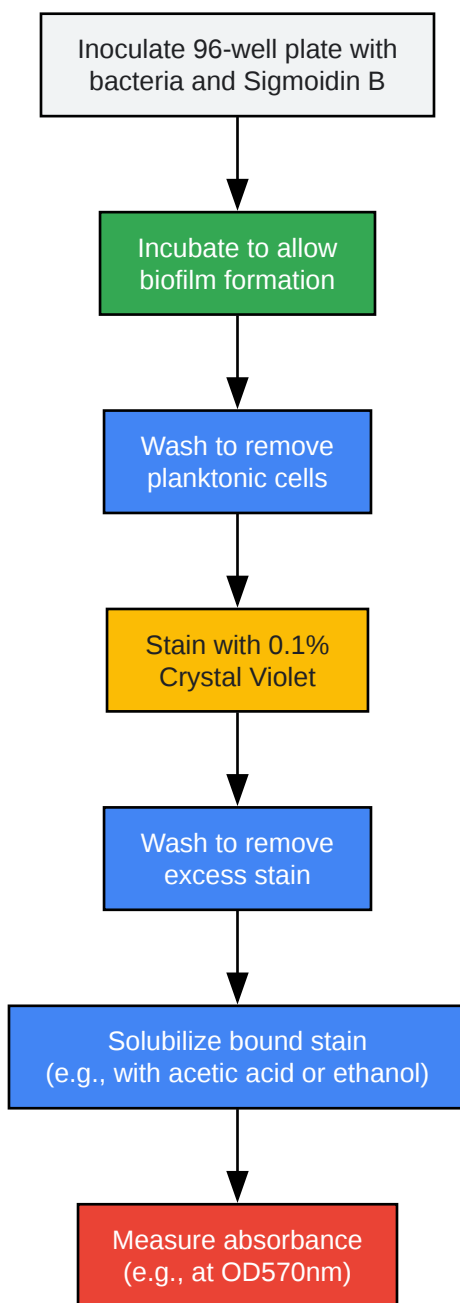 Inoculate 96-well plate with
bacteria and Sigmoidin B
Incubate to allow
biofilm formation
Wash to remove
planktonic cells
Stain with 0.1%
Crystal Violet
Wash to remove
excess stain
Solubilize bound stain
(e.g., with acetic acid or ethanol)
Measure absorbance
(e.g., at OD570nm)